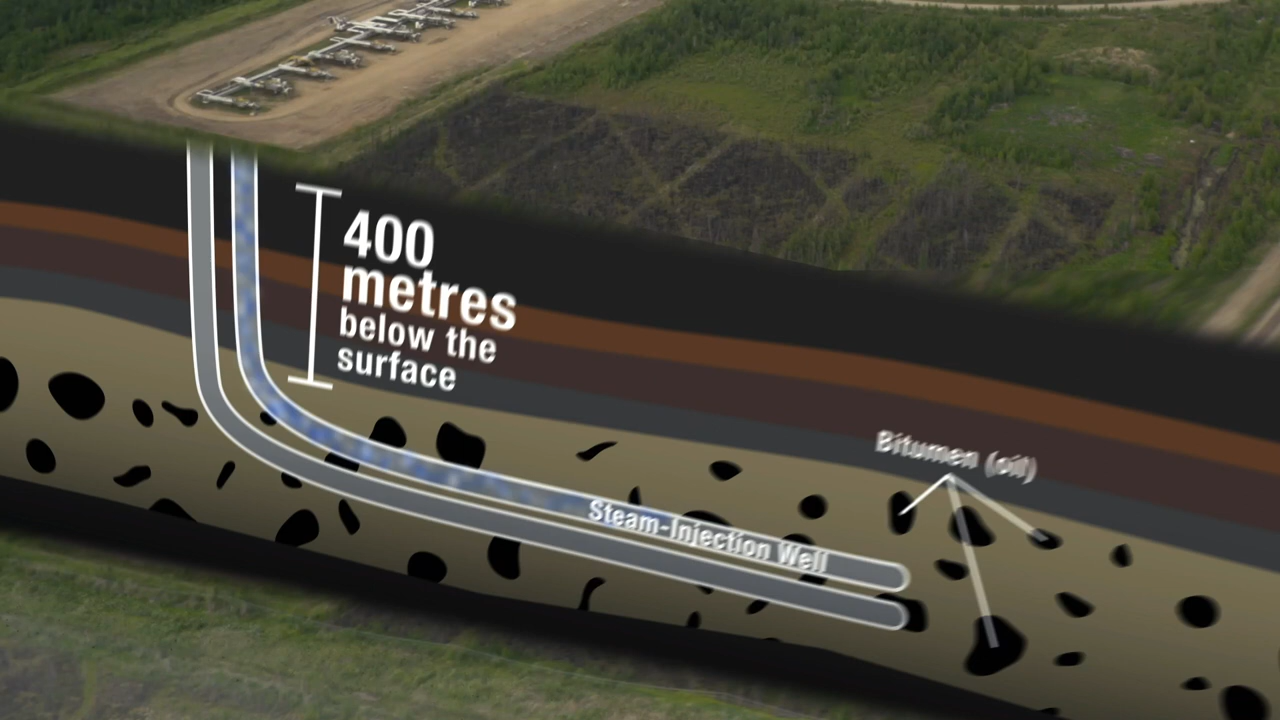 400
metres
below the
surface
Bitumen (oil)
Steam-Injection Well